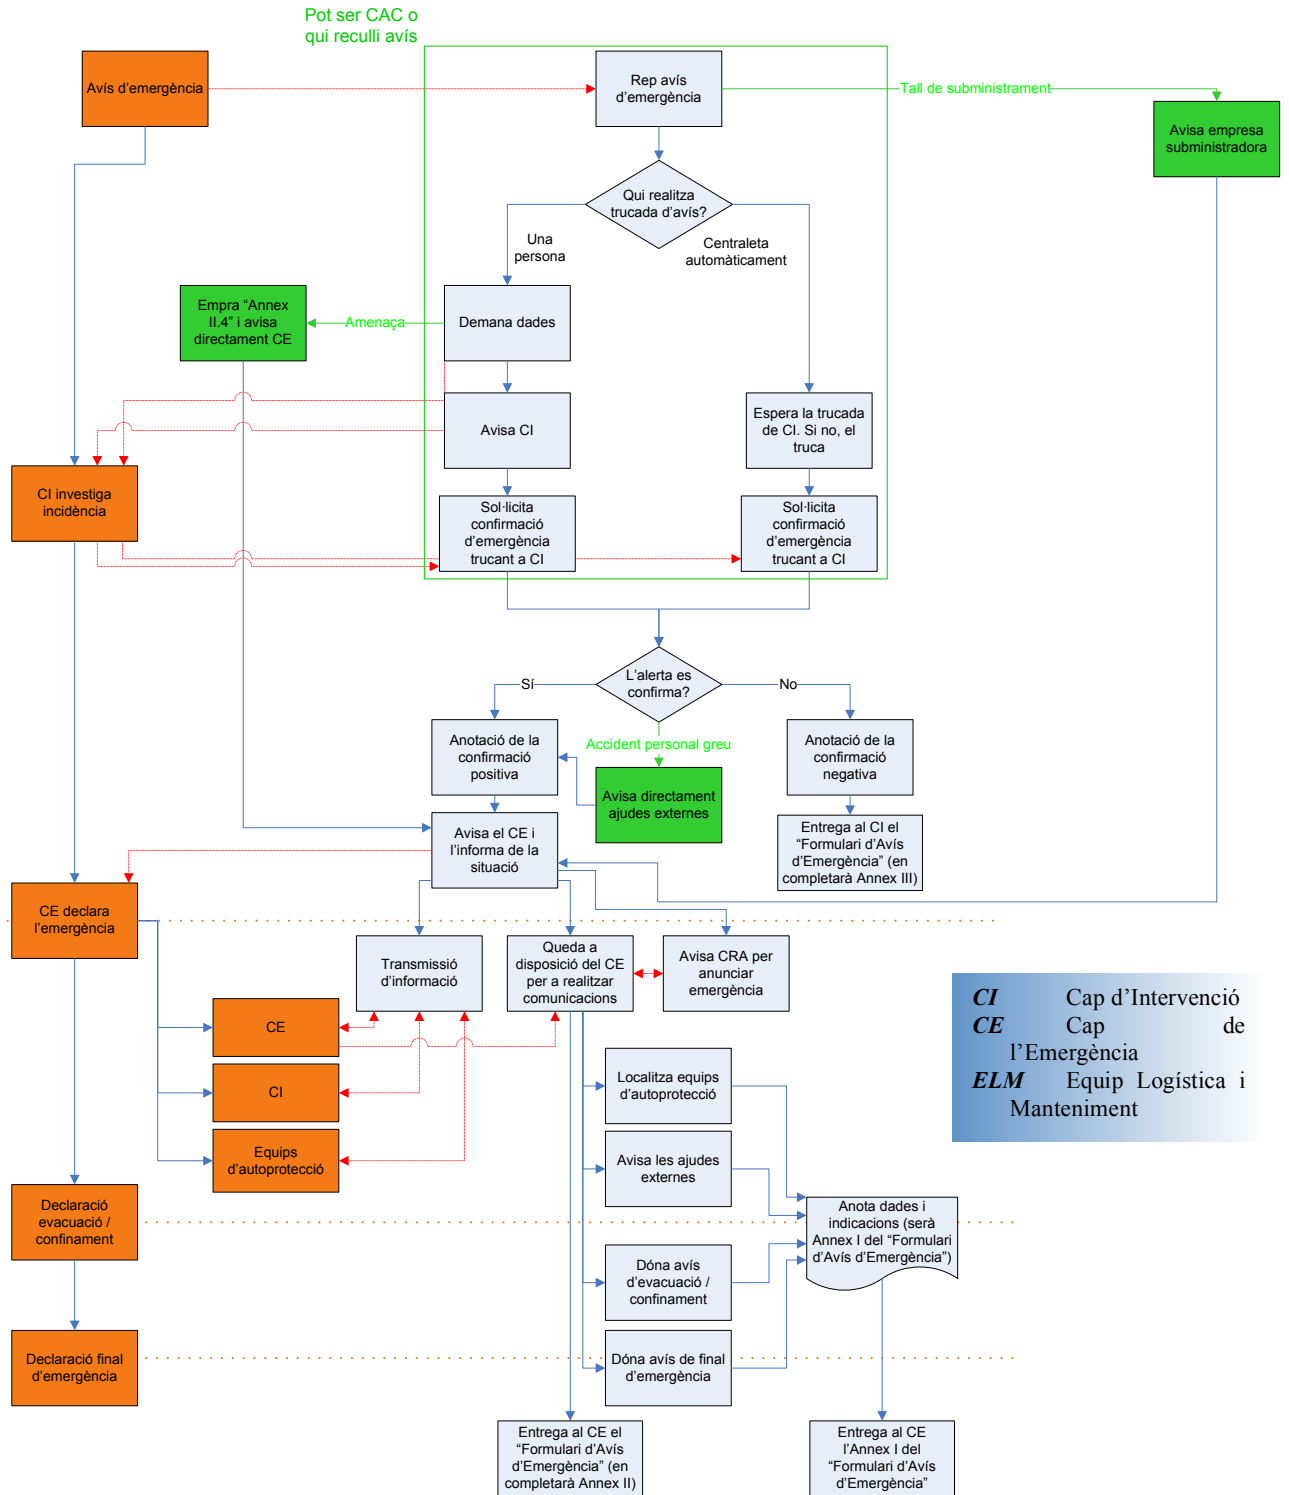 Pot ser CAC o
qui reculli avís
Avís d'emergència
Rep avís
d'emergència
Tall de subministrament
Avisa empresa
subministradora
Qui realitza
trucada d'avís?
Una
persona
Centraleta
automàticament
Empra “Annex
II.4” i avisa
directament CE
Amenaça
Demana dades
Avisa CI
Espera la trucada
de CI. Si no, el
truca
CI investiga
incidència
Sol·licita
confirmació
d'emergència
trucant a CI
Sol·licita
confirmació
d'emergència
trucant a CI
L'alerta es
confirma?
Sí
No
Anotació de la
confirmació
positiva
Accident personal greu
Anotació de la
confirmació
negativa
Avisa directament
ajudes externes
Avisa el CE i
l'informa de la
situació
Entrega al CI el
“Formulari d'Avís
d'Emergència” (en
completarà Annex III)
CE declara
l'emergència
Transmissió
d'informació
Queda a
disposició del CE
per a realitzar
comunicacions
Avisa CRA per
anunciar
emergència
CI Cap d'Intervenció
CE Cap de
l'Emergència
ELM Equip Logística i
Manteniment
CE
CI
Equips
d'autoprotecció
Localitza equips
d'autoprotecció
Avisa les ajudes
externes
Declaració
evacuació /
confinament
Anota dades i
indicacions (serà
Annex I del “Formulari
d'Avís d'Emergència”)
Dóna avís
d'evacuació /
confinament
Declaració final
d'emergència
Dóna avís de final
d'emergència
Entrega al CE el
“Formulari d'Avís
d'Emergència” (en
completarà Annex II)
Entrega al CE
l'Annex I del
“Formulari d'Avís
d'Emergència”